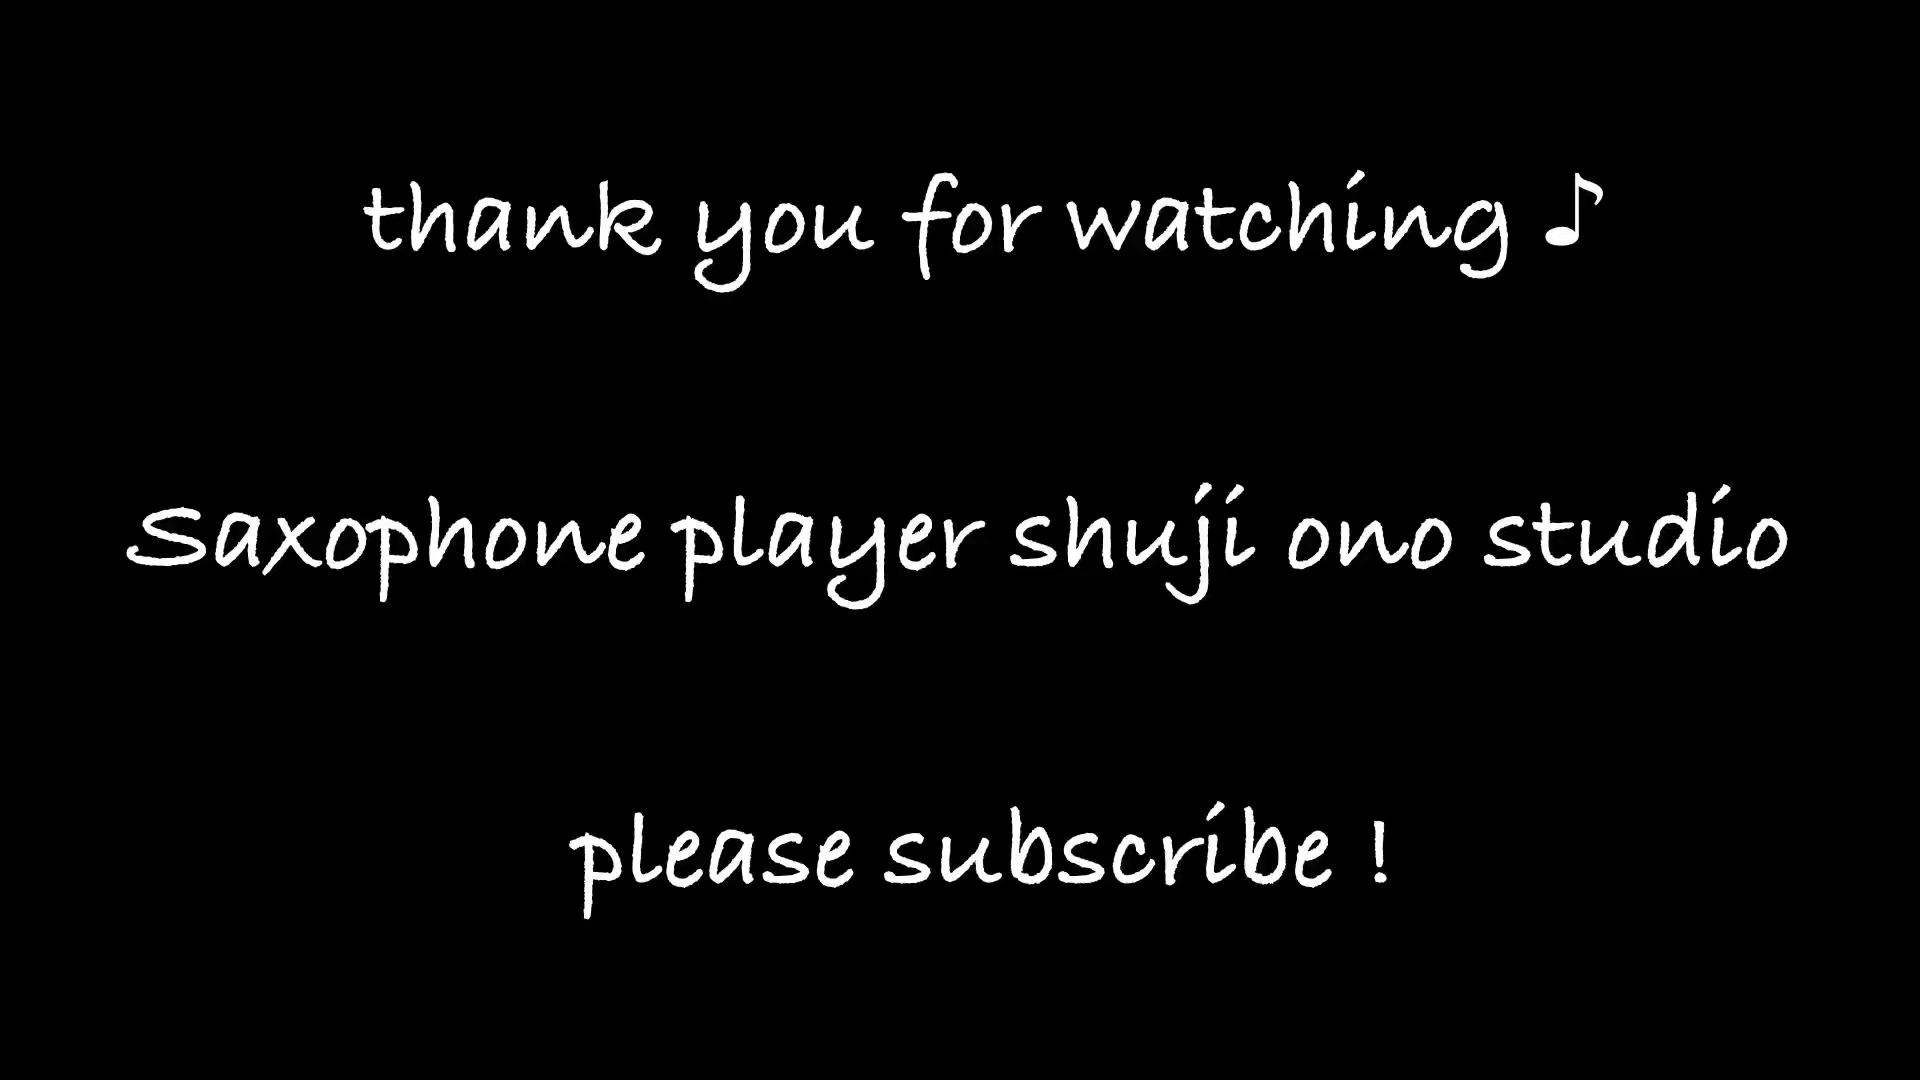 thank you for watching ♪
Saxophone player shuji ono studio
please subscribe !